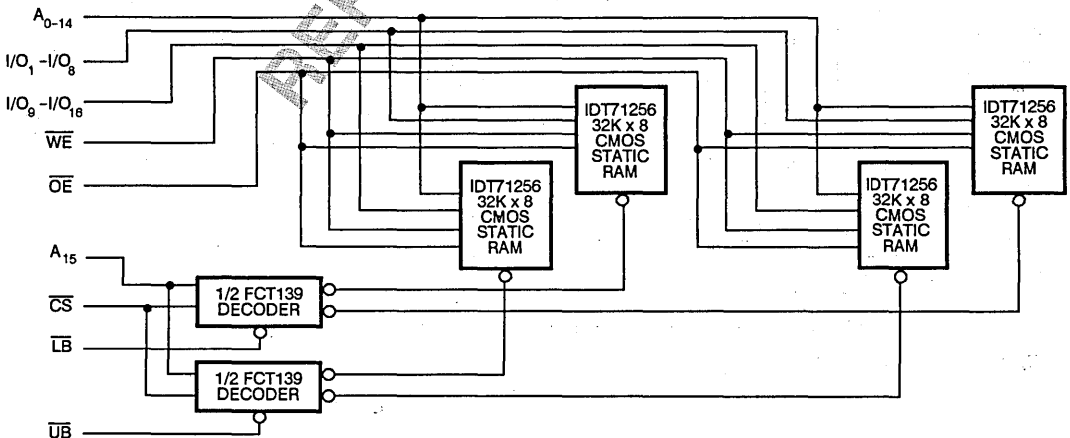 A0–14
I/O1 –I/O8
I/O9 –I/O16
WE
OE
A15
CS
LB
UB
IDT71256
32K x 8
CMOS
STATIC
RAM
IDT71256
32K x 8
CMOS
STATIC
RAM
IDT71256
32K x 8
CMOS
STATIC
RAM
IDT71256
32K x 8
CMOS
STATIC
RAM
1/2 FCT139
DECODER
1/2 FCT139
DECODER